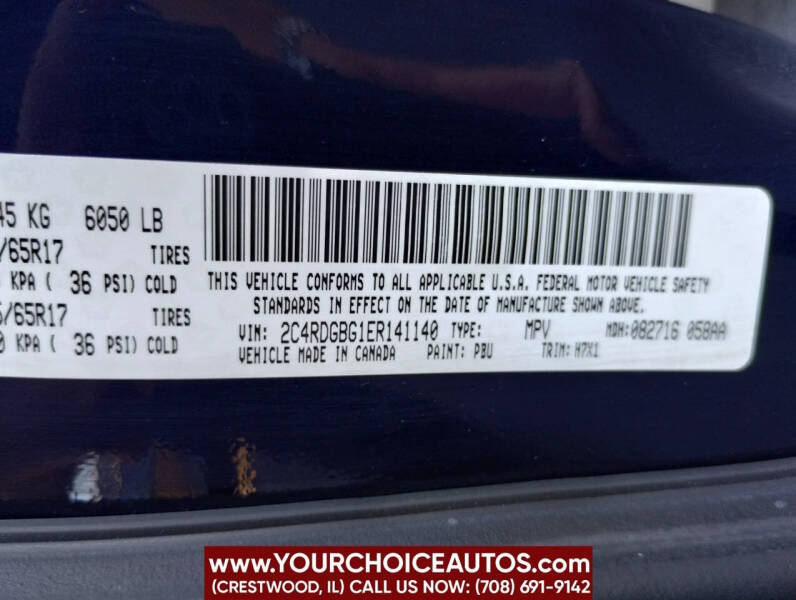 45 KG 6050 LB
/65R17 TIRES
KPA ( 36 PSI) COLD
/65R17 TIRES
0 KPA ( 36 PSI) COLD
THIS VEHICLE CONFORMS TO ALL APPLICABLE U.S.A. FEDERAL MOTOR VEHICLE SAFETY
STANDARDS IN EFFECT ON THE DATE OF MANUFACTURE SHOWN ABOVE.
VIN: 2C4RDGBG1ER141140 TYPE: MPV MDH:082716 058AA
VEHICLE MADE IN CANADA PAINT: PBU TRIM: H7X1
www.YOURCHOICEAUTOS.com
(CRESTWOOD, IL) CALL US NOW: (708) 691-9142